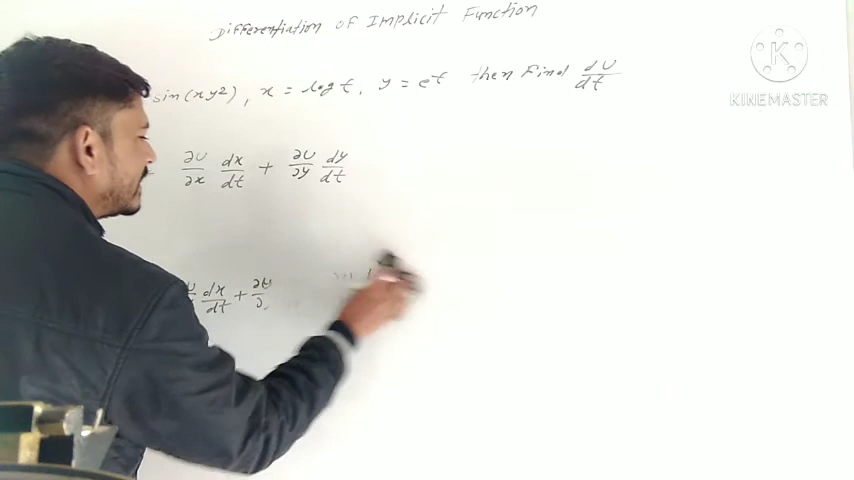 Differentiation of Implicit Function
sin(xy2), x = log t, y = et then Find dU/dt
∂U/∂x dx/dt + ∂U/∂y dy/dt
dx/dt + ∂U
KINEMASTER